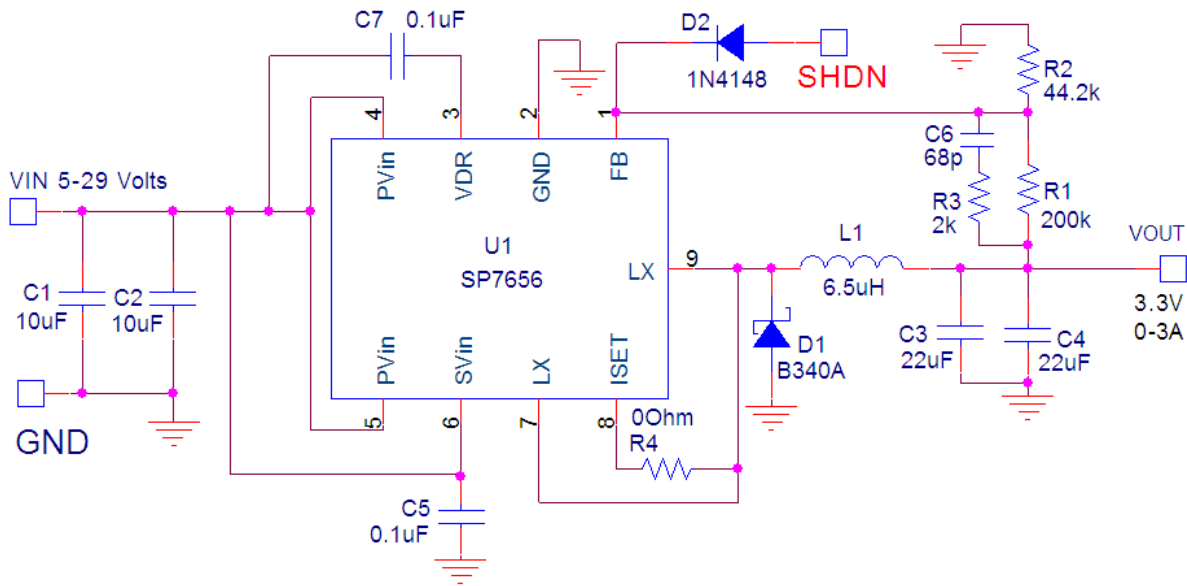 C7
0.1uF
D2
1N4148
SHDN
R2
44.2k
4
3
2
1
PVin
VDR
GND
FB
C6
68p
R3
2k
R1
200k
VIN 5-29 Volts
U1
SP7656
LX
9
L1
6.5uH
VOUT
3.3V
0-3A
C1
10uF
C2
10uF
D1
B340A
C3
22uF
C4
22uF
PVin
SVin
LX
ISET
5
6
7
8
0Ohm
R4
GND
C5
0.1uF